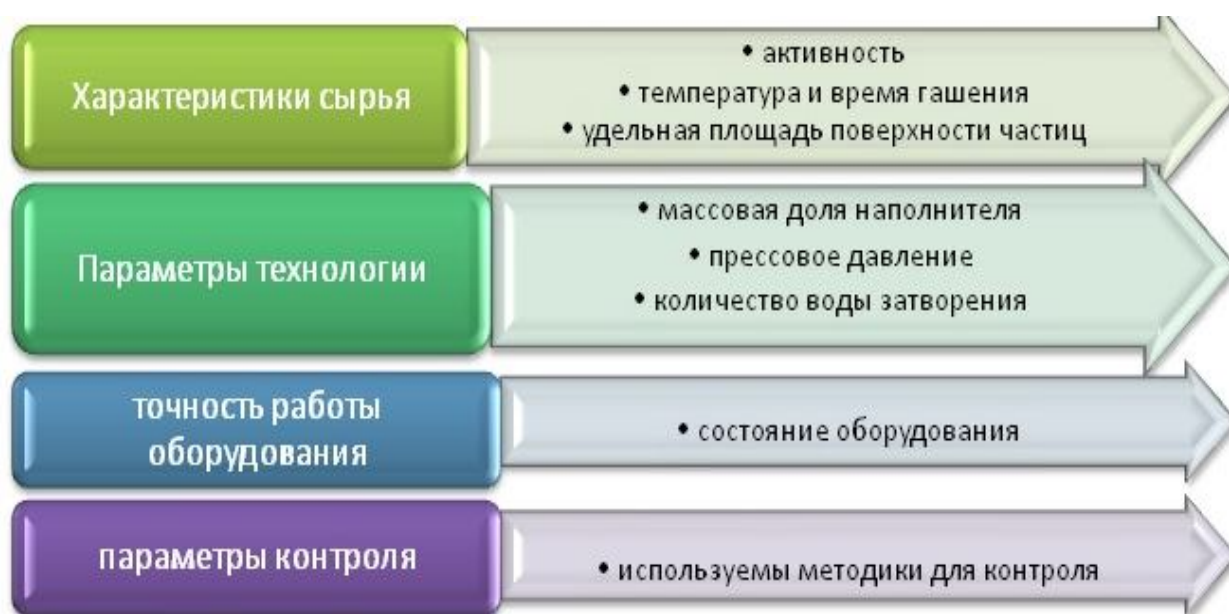 Характеристики сырья
• активность
• температура и время гашения
• удельная площадь поверхности частиц
Параметры технологии
• массовая доля наполнителя
• прессовое давление
• количество воды затворения
точность работы
оборудования
• состояние оборудования
параметры контроля
• используемы методики для контроля